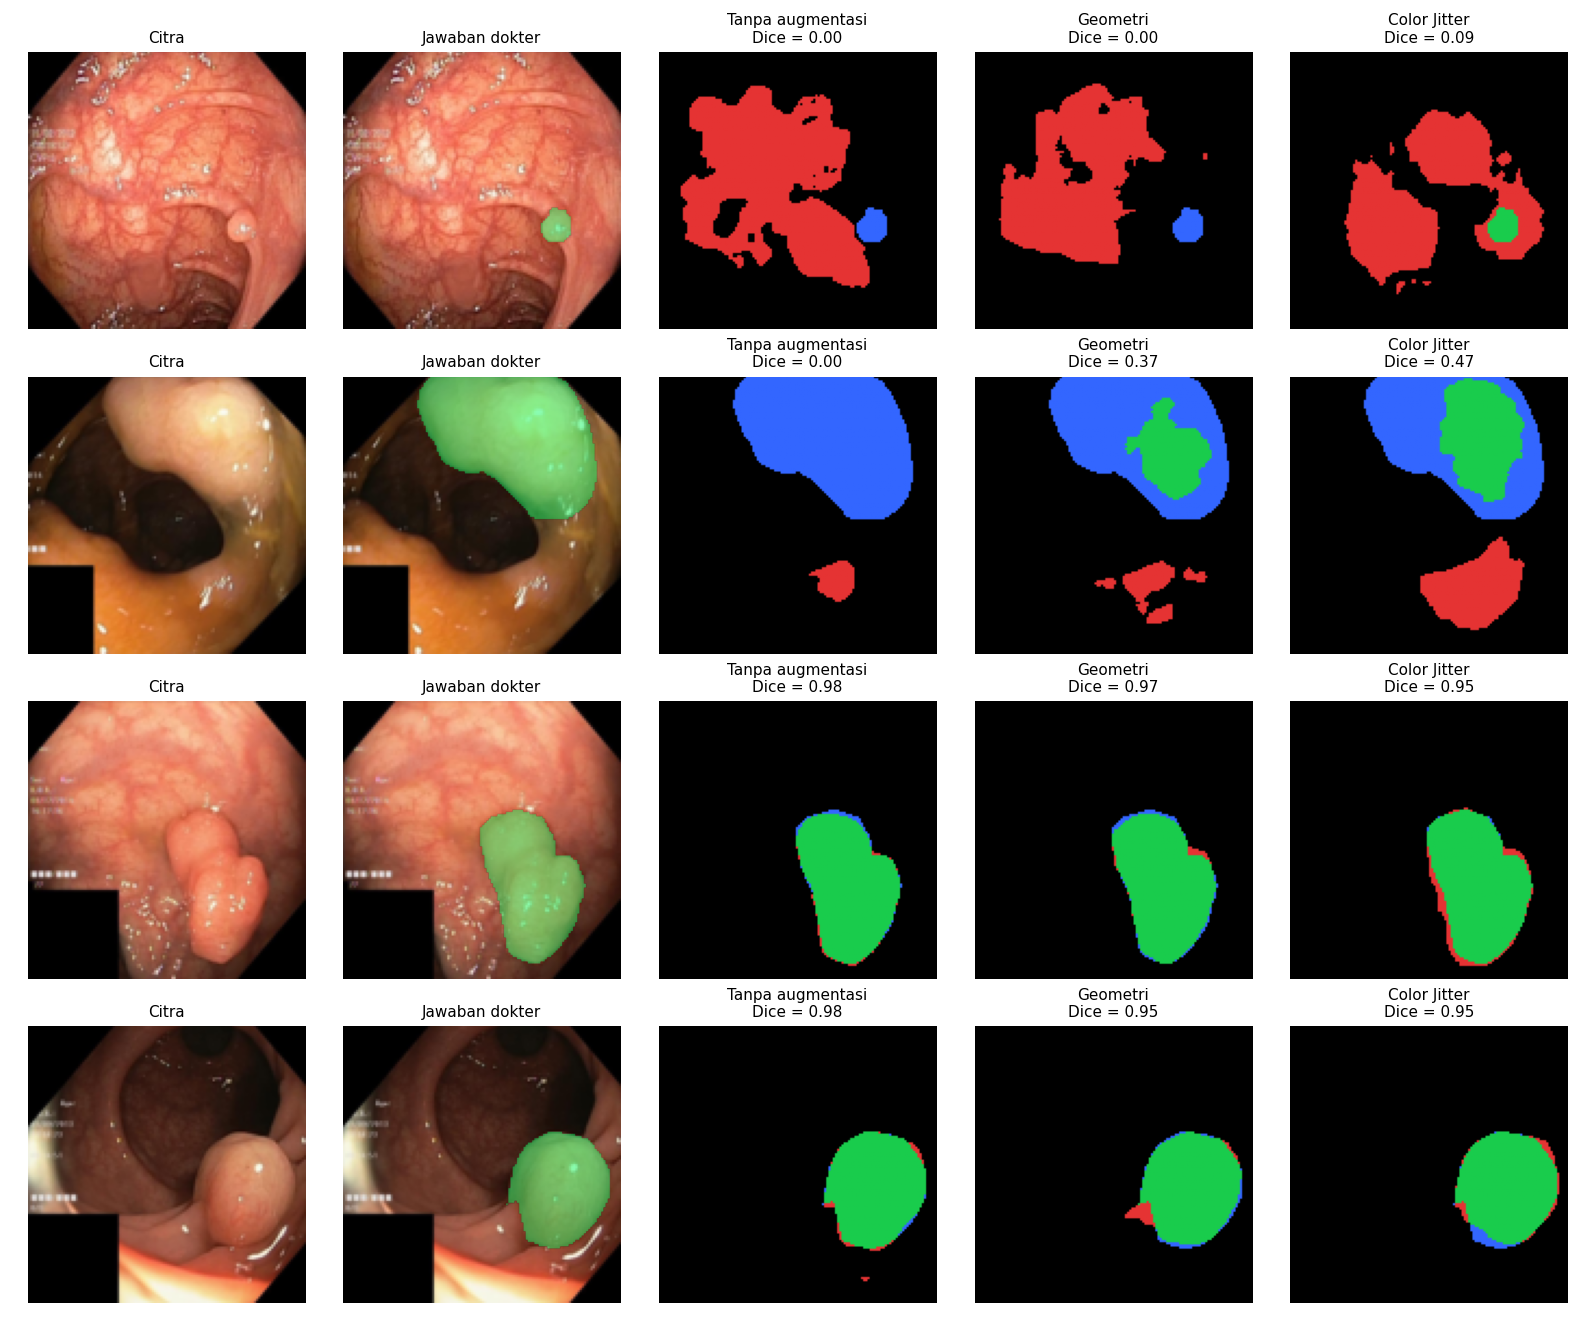 Citra
Jawaban dokter
Tanpa augmentasi
Dice = 0.00
Geometri
Dice = 0.00
Color Jitter
Dice = 0.09
Citra
Jawaban dokter
Tanpa augmentasi
Dice = 0.00
Geometri
Dice = 0.37
Color Jitter
Dice = 0.47
Citra
Jawaban dokter
Tanpa augmentasi
Dice = 0.98
Geometri
Dice = 0.97
Color Jitter
Dice = 0.95
Citra
Jawaban dokter
Tanpa augmentasi
Dice = 0.98
Geometri
Dice = 0.95
Color Jitter
Dice = 0.95